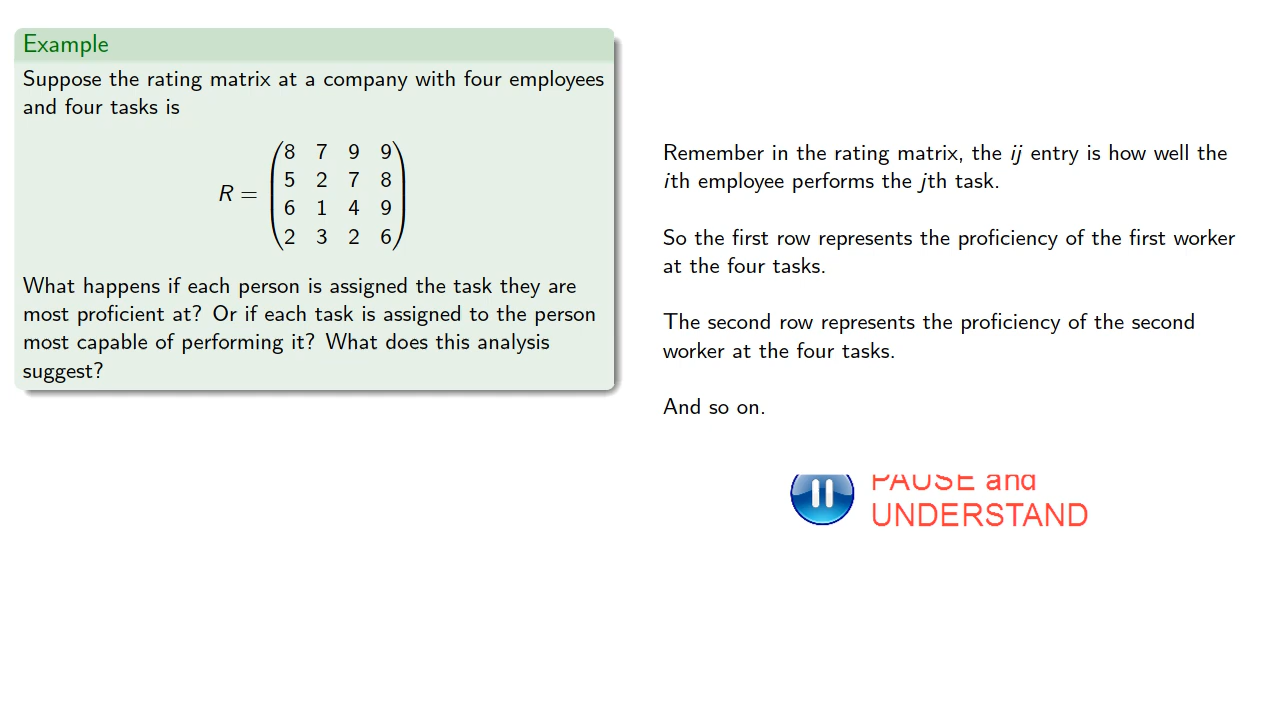 Example
Suppose the rating matrix at a company with four employees
and four tasks is
8 7 9 9
5 2 7 8
R =
6 1 4 9
2 3 2 6
What happens if each person is assigned the task they are
most proficient at? Or if each task is assigned to the person
most capable of performing it? What does this analysis
suggest?
Remember in the rating matrix, the ij entry is how well the
ith employee performs the jth task.
So the first row represents the proficiency of the first worker
at the four tasks.
The second row represents the proficiency of the second
worker at the four tasks.
And so on.
PAUSE and
UNDERSTAND